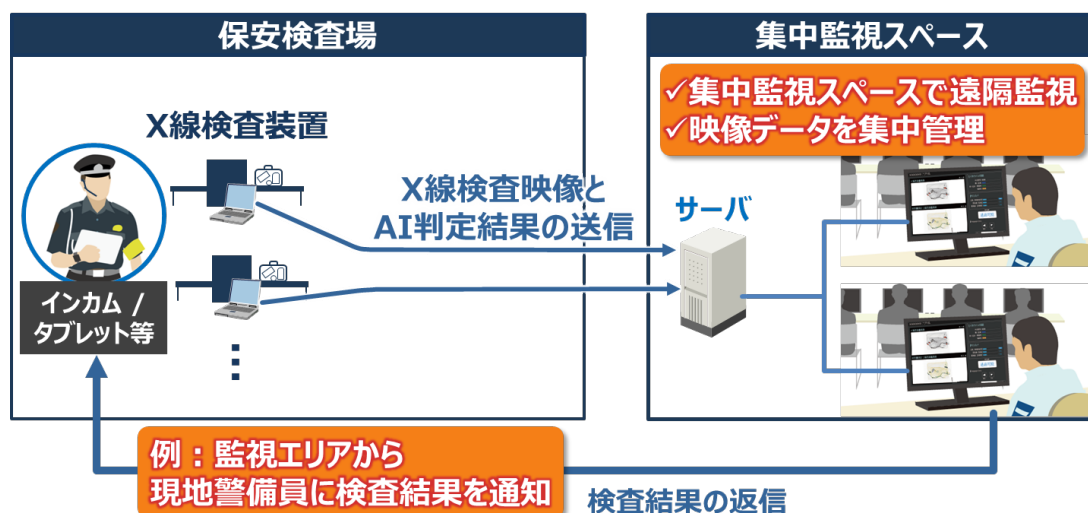 保安検査場
X線検査装置
インカム /
タブレット等
X線検査映像と
AI判定結果の送信
集中監視スペース
✓集中監視スペースで遠隔監視
✓映像データを集中管理
サーバ
例：監視エリアから
現地警備員に検査結果を通知
検査結果の返信